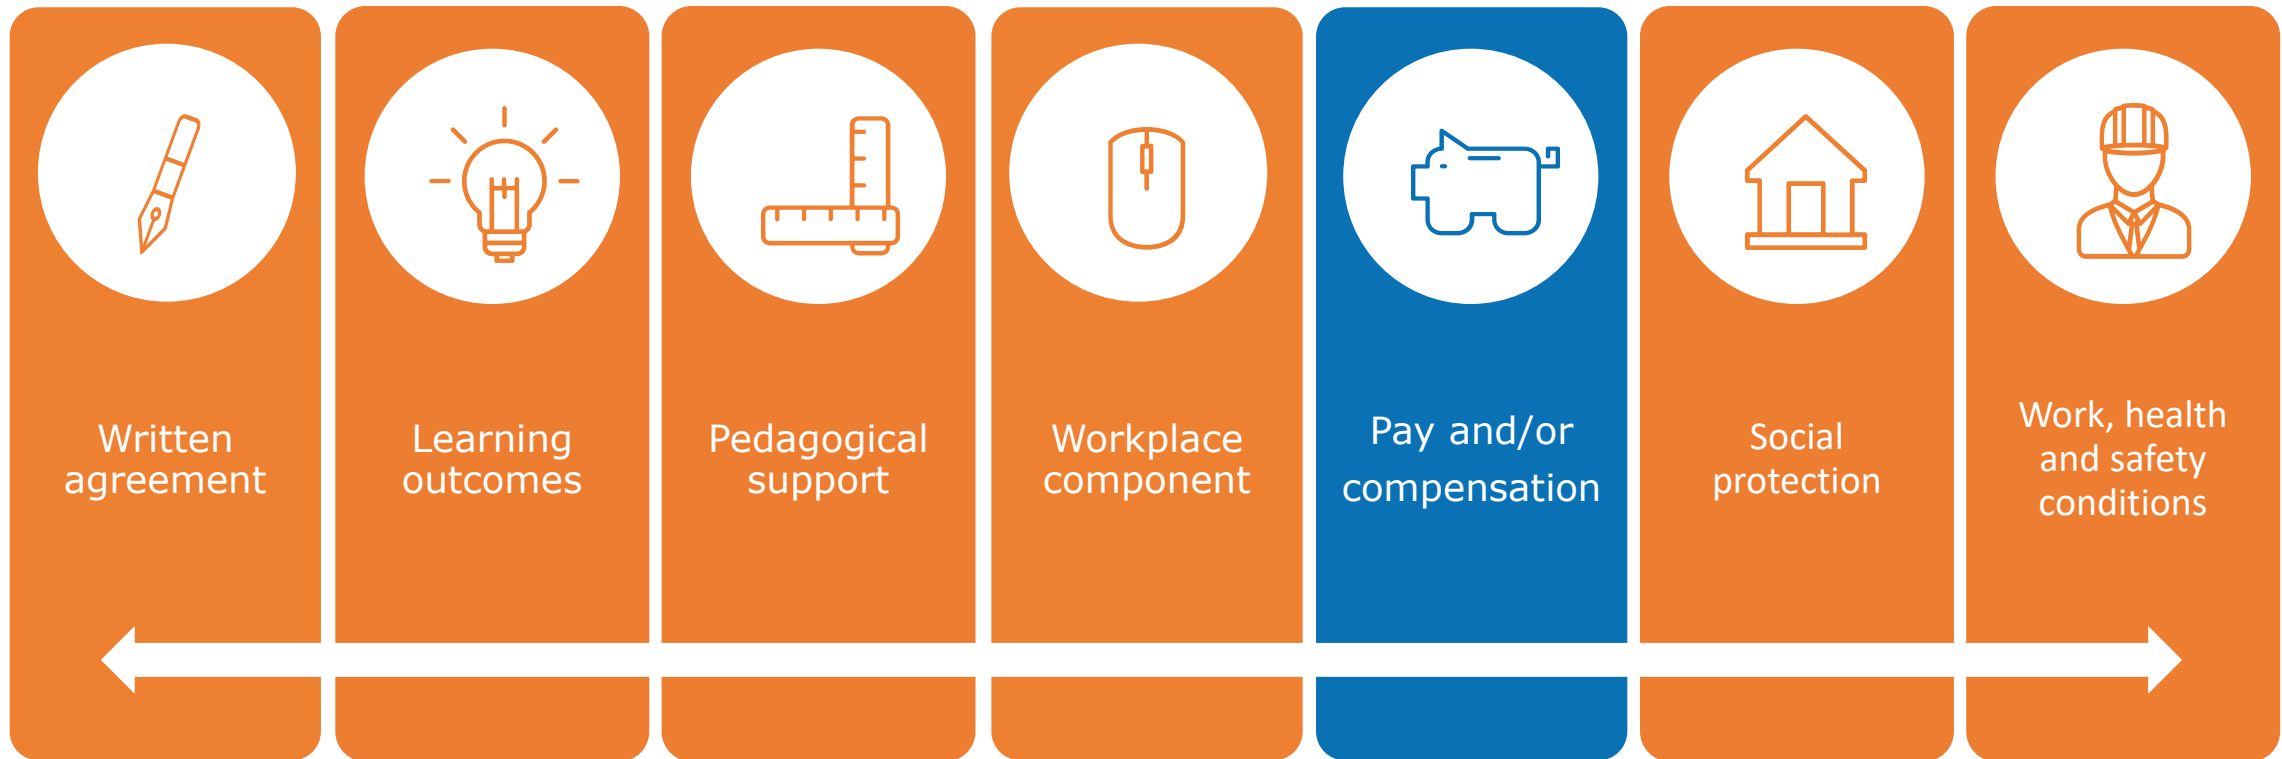 Written
agreement
Learning
outcomes
Pedagogical
support
Workplace
component
Pay and/or
compensation
Social
protection
Work, health
and safety
conditions